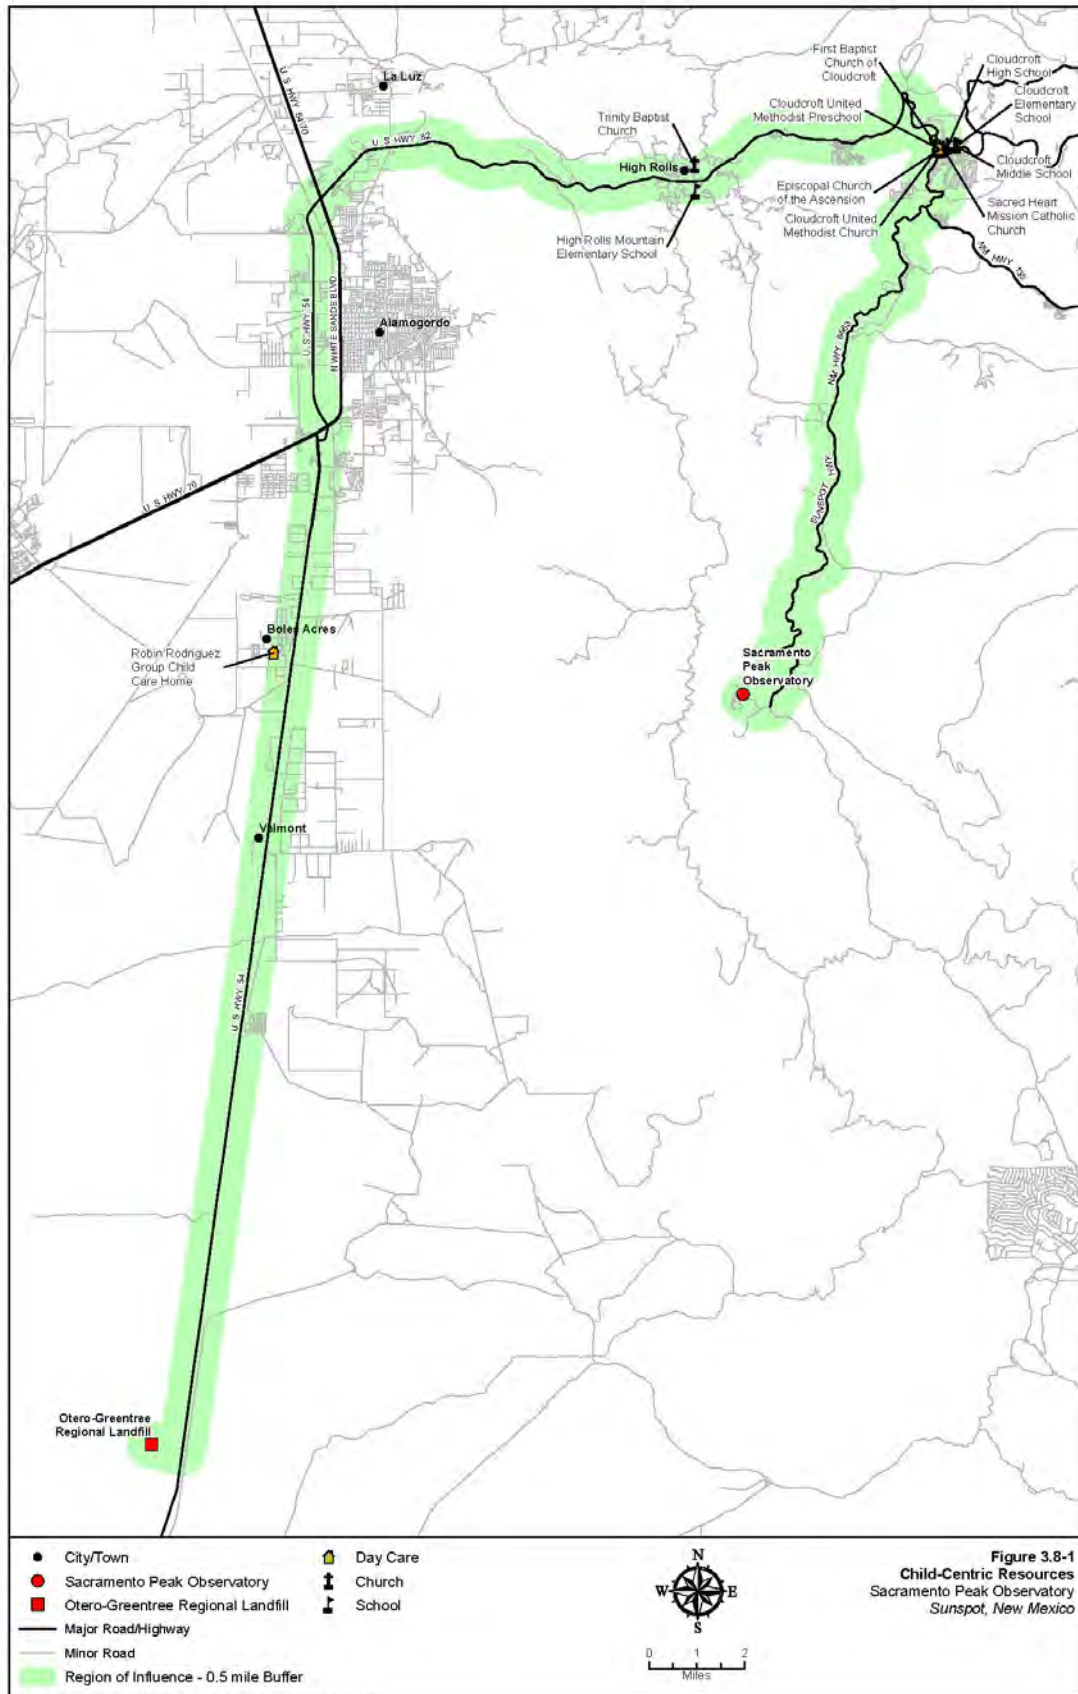 First Baptist
Church of
Cloudcroft
Cloudcroft
High School
La Luz
U S HWY 54/70
Cloudcroft
Elementary
School
Cloudcroft United
Methodist Preschool
Trinity Baptist
Church
U S HWY 82
High Rolls
Cloudcroft
Middle School
Episcopal Church
of the Ascension
Sacred Heart
Mission Catholic
Church
Cloudcroft United
Methodist Church
High Rolls Mountain
Elementary School
NM HWY 130
U S HWY 54
N WHITE SANDS BLVD
Alamogordo
NM HWY 6563
U S HWY 70
SUNSPOT HWY
Boles Acres
Robin Rodriguez
Group Child
Care Home
Sacramento
Peak
Observatory
Valmont
U S HWY 54
Otero-Greentree
Regional Landfill
City/Town
Sacramento Peak Observatory
Otero-Greentree Regional Landfill
Major Road/Highway
Minor Road
Region of Influence - 0.5 mile Buffer
Day Care
Church
School
N
W E
S
0 1 2
Miles
Figure 3.8-1
Child-Centric Resources
Sacramento Peak Observatory
Sunspot, New Mexico